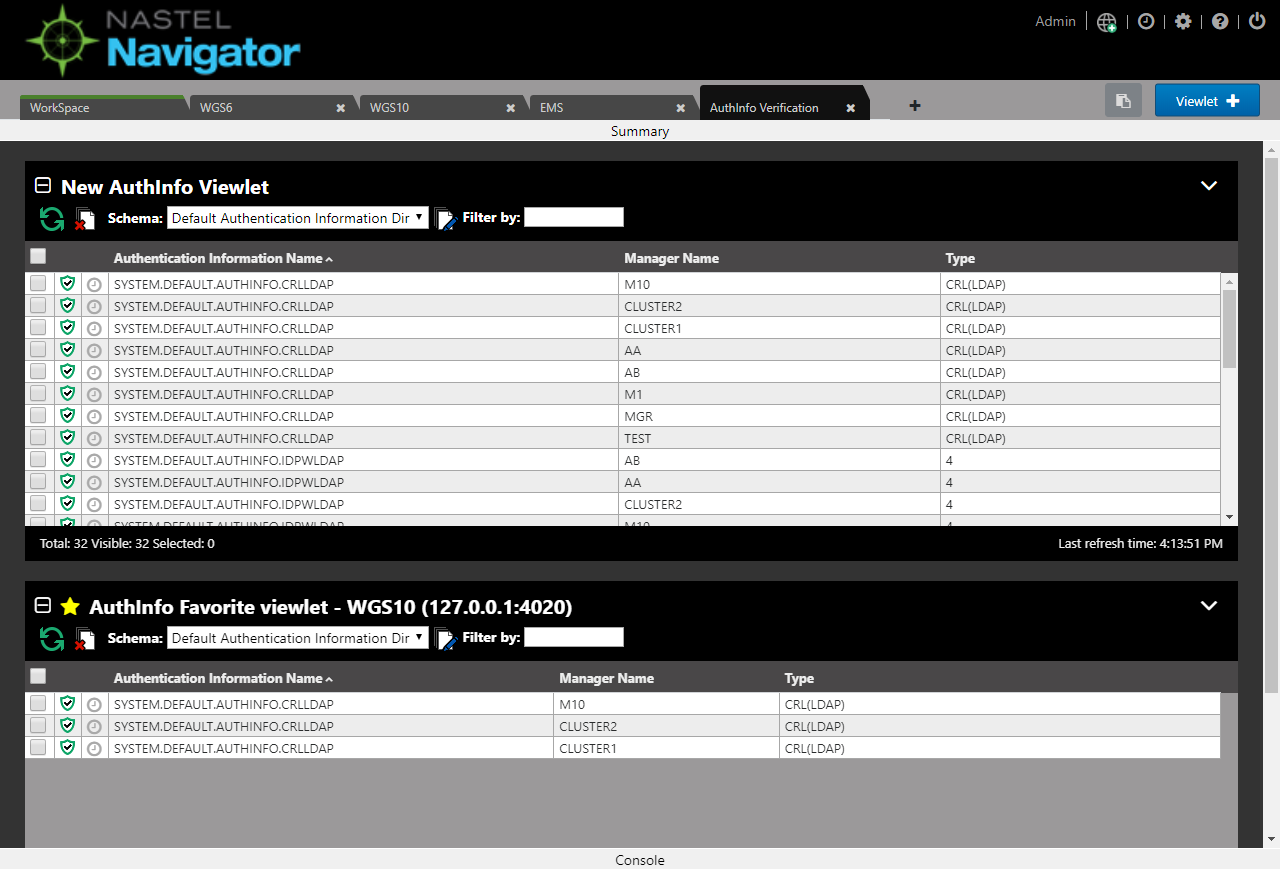 NASTEL
Navigator
Admin
WorkSpace
WGS6
WGS10
EMS
AuthInfo Verification
Viewlet
Summary
New AuthInfo Viewlet
Schema: Default Authentication Information Dir Filter by:
Authentication Information Name Manager Name Type
SYSTEM.DEFAULT.AUTHINFO.CRLLDAP M10 CRL(LDAP)
SYSTEM.DEFAULT.AUTHINFO.CRLLDAP CLUSTER2 CRL(LDAP)
SYSTEM.DEFAULT.AUTHINFO.CRLLDAP CLUSTER1 CRL(LDAP)
SYSTEM.DEFAULT.AUTHINFO.CRLLDAP AA CRL(LDAP)
SYSTEM.DEFAULT.AUTHINFO.CRLLDAP AB CRL(LDAP)
SYSTEM.DEFAULT.AUTHINFO.CRLLDAP M1 CRL(LDAP)
SYSTEM.DEFAULT.AUTHINFO.CRLLDAP MGR CRL(LDAP)
SYSTEM.DEFAULT.AUTHINFO.CRLLDAP TEST CRL(LDAP)
SYSTEM.DEFAULT.AUTHINFO.IDPWLDAP AB 4
SYSTEM.DEFAULT.AUTHINFO.IDPWLDAP AA 4
SYSTEM.DEFAULT.AUTHINFO.IDPWLDAP CLUSTER2 4
SYSTEM.DEFAULT.AUTHINFO.IDPWLDAP M10 4
Total: 32 Visible: 32 Selected: 0 Last refresh time: 4:13:51 PM
AuthInfo Favorite viewlet - WGS10 (127.0.0.1:4020)
Schema: Default Authentication Information Dir Filter by:
Authentication Information Name Manager Name Type
SYSTEM.DEFAULT.AUTHINFO.CRLLDAP M10 CRL(LDAP)
SYSTEM.DEFAULT.AUTHINFO.CRLLDAP CLUSTER2 CRL(LDAP)
SYSTEM.DEFAULT.AUTHINFO.CRLLDAP CLUSTER1 CRL(LDAP)
Console